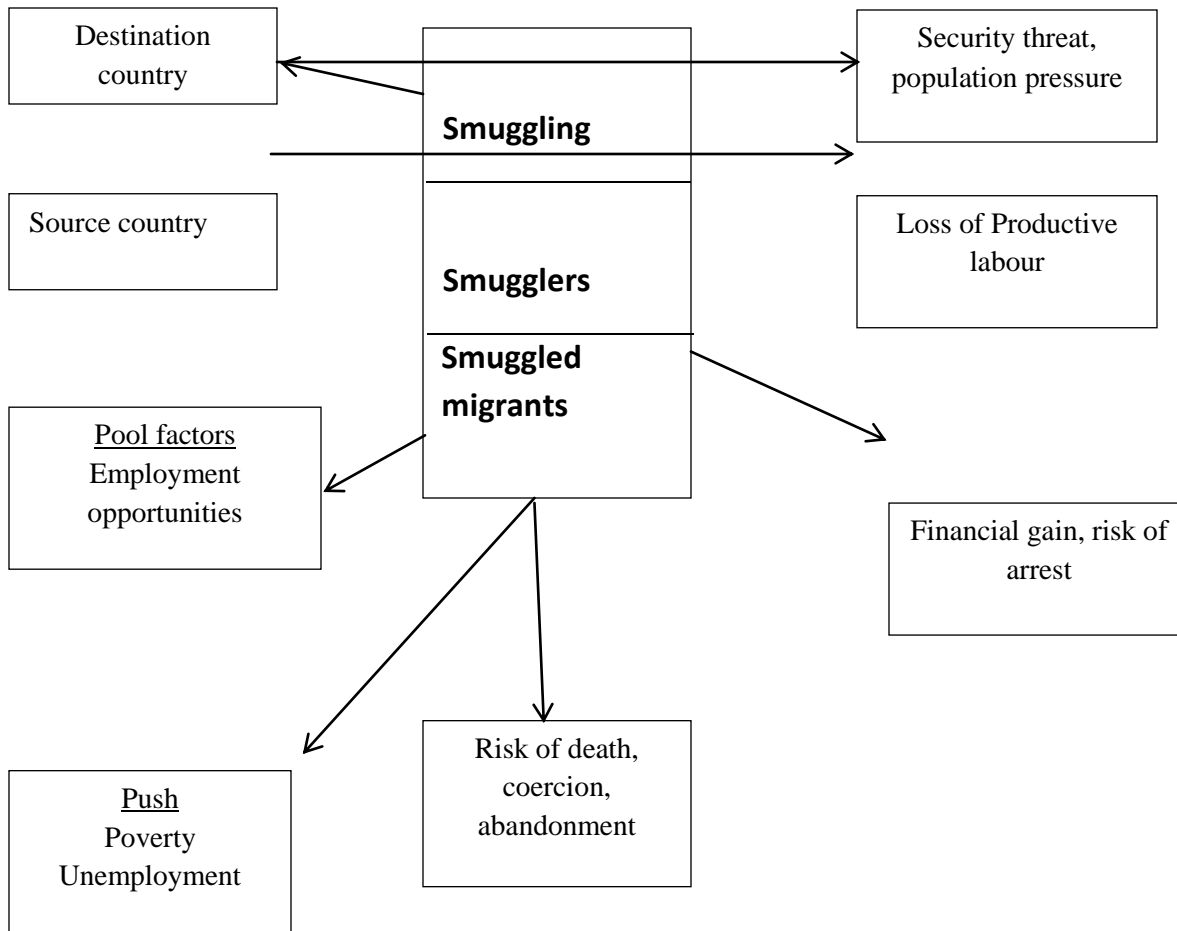 Destination
country
Security threat,
population pressure
Smuggling
Source country
Loss of Productive
labour
Smugglers
Smuggled
migrants
Pool factors
Employment
opportunities
Financial gain, risk of
arrest
Risk of death,
coercion,
abandonment
Push
Poverty
Unemployment